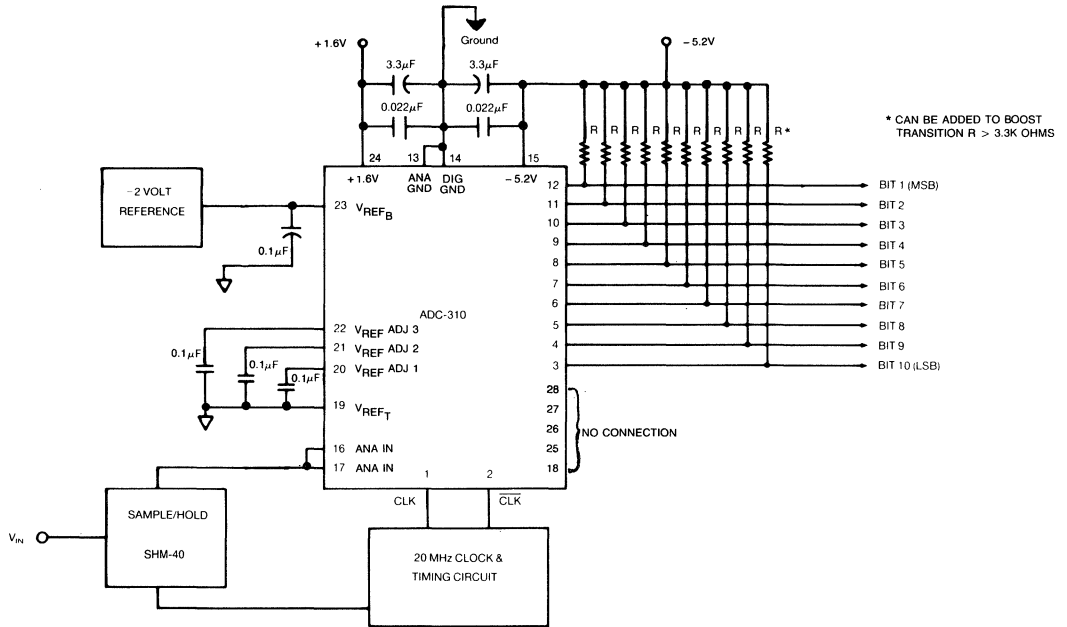 +1.6V
Ground
-5.2V
3.3µF
3.3µF
0.022µF
0.022µF
R R R R R R R R R R*
* CAN BE ADDED TO BOOST
TRANSITION R > 3.3K OHMS
24
13
14
15
+1.6V
ANA
GND
DIG
GND
-5.2V
-2 VOLT
REFERENCE
23 VREFB
0.1µF
12 BIT 1 (MSB)
11 BIT 2
10 BIT 3
9 BIT 4
8 BIT 5
7 BIT 6
6 BIT 7
5 BIT 8
4 BIT 9
3 BIT 10 (LSB)
ADC-310
22 VREF ADJ 3
21 VREF ADJ 2
20 VREF ADJ 1
0.1µF
0.1µF
0.1µF
19 VREFT
28
27
26
25
18
NO CONNECTION
16 ANA IN
17 ANA IN
1
2
CLK
CLK
SAMPLE/HOLD
SHM-40
VIN
20 MHz CLOCK &
TIMING CIRCUIT